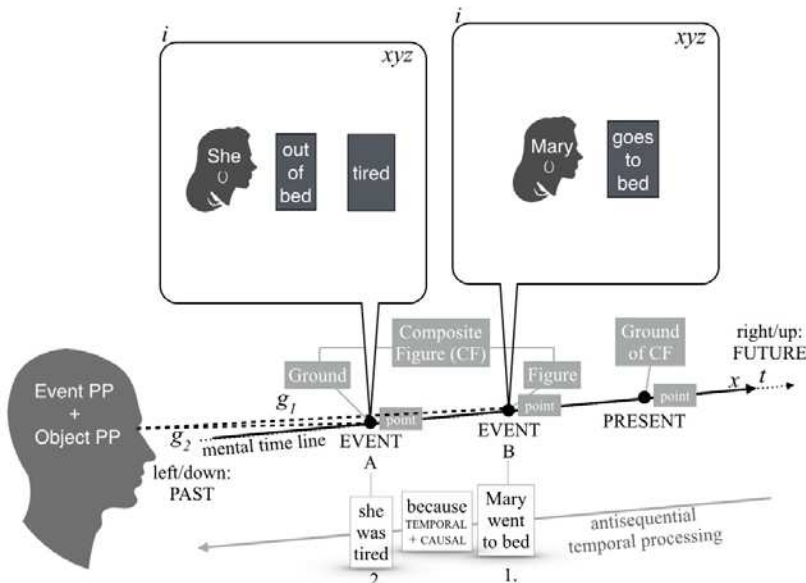 i
xyz
She
out
of
bed
tired
i
xyz
Mary
goes
to
bed
Composite
Figure (CF)
Ground
Figure
Ground
of CF
right/up:
FUTURE
Event PP
+
Object PP
g1
g2
mental time line
point
point
point
x
t
EVENT
A
EVENT
B
PRESENT
left/down:
PAST
she
was
tired
because
TEMPORAL
+ CAUSAL
Mary
went
to bed
antisequential
temporal processing
2.
1.